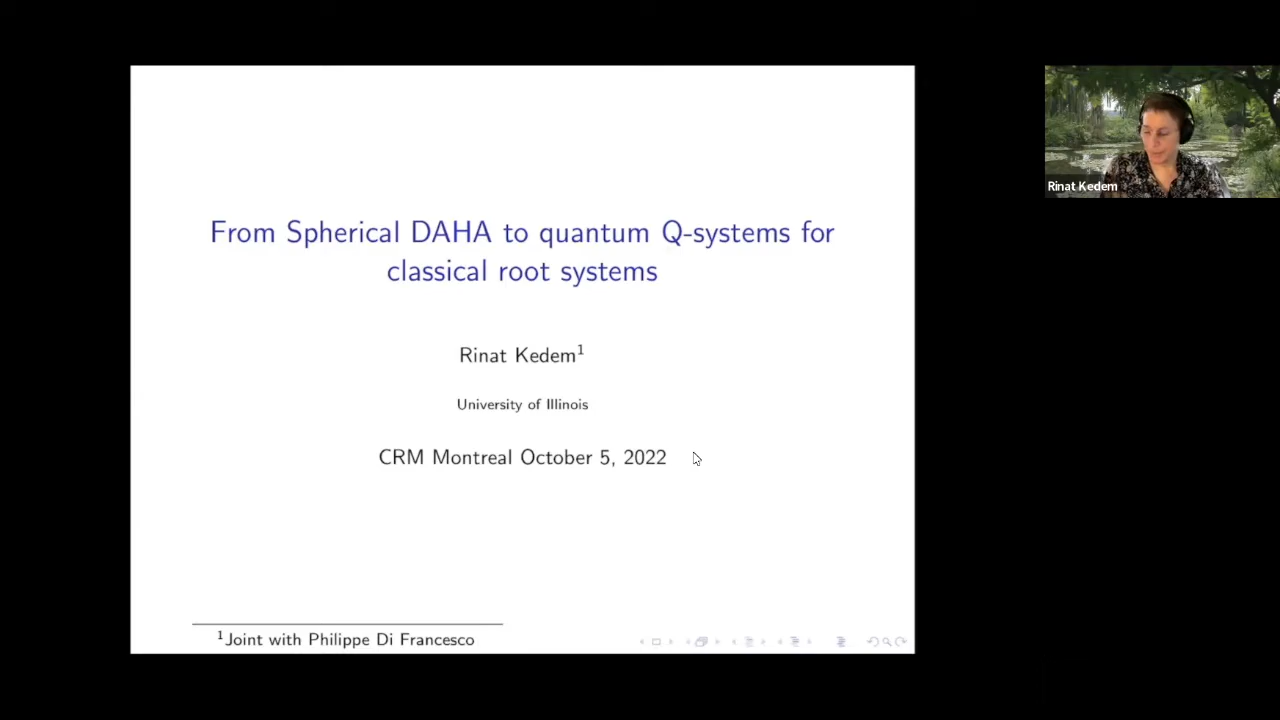 From Spherical DAHA to quantum Q-systems for
classical root systems
Rinat Kedem¹
University of Illinois
CRM Montreal October 5, 2022
¹Joint with Philippe Di Francesco
Rinat Kedem